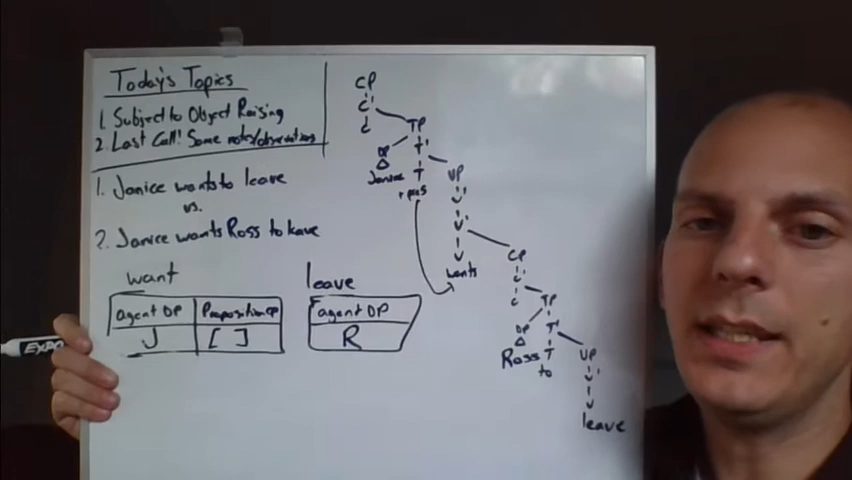 Today's Topics
1. Subject to Object Raising
2. Last Call! Some notes/observations
1. Janice wants to leave
vs.
2. Janice wants Ross to leave
want
agent DP Proposition CP
J [ ]
leave
agent DP
R
CP
C'
C TP
DP T'
Janice T VP
+pres V'
V'
V CP
wants C'
C TP
DP T'
Ross T VP
to V'
V
leave
EXPO